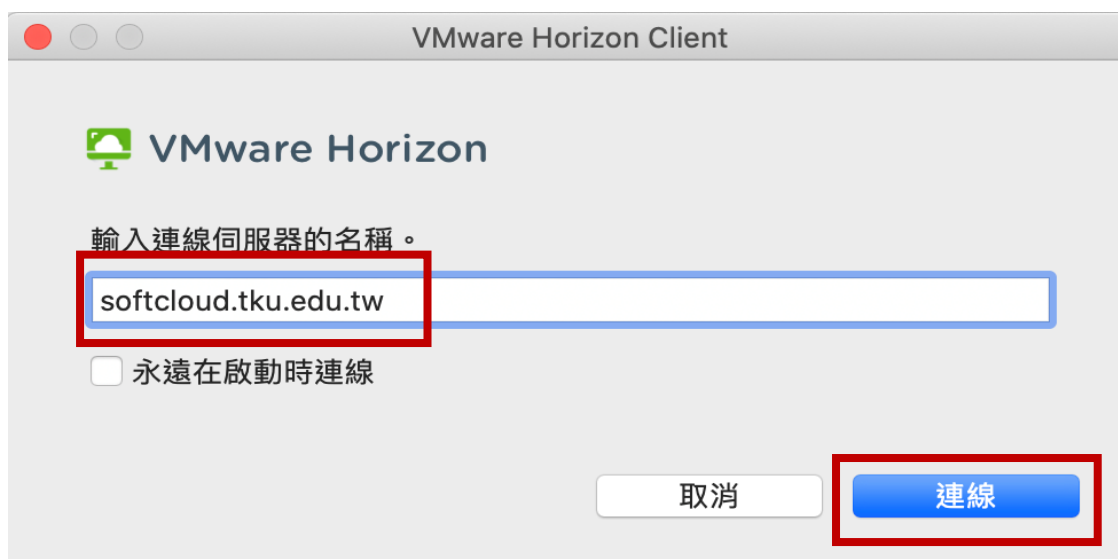 VMware Horizon Client
VMware Horizon
輸入連線伺服器的名稱。
softcloud.tku.edu.tw
永遠在啟動時連線
取消 連線